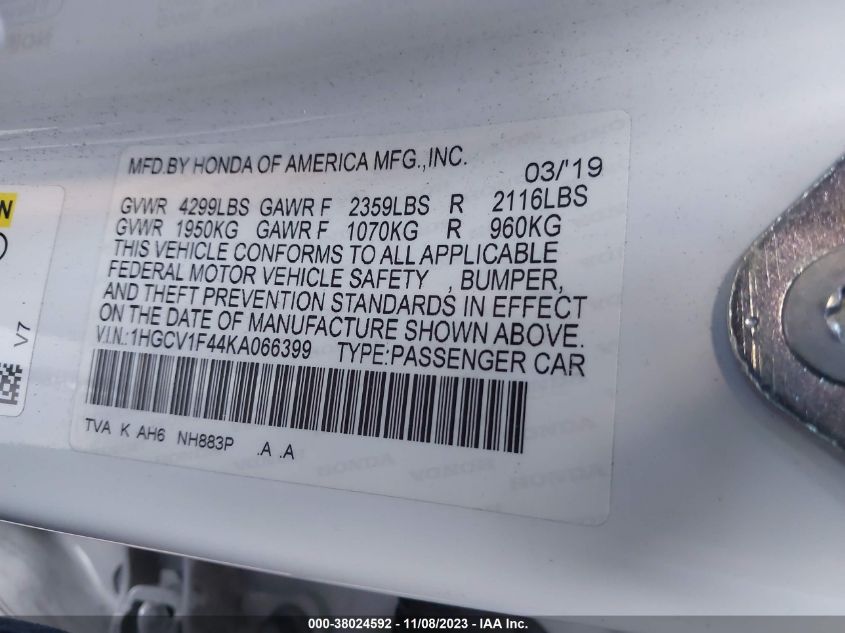 MFD.BY HONDA OF AMERICA MFG.,INC.
03/'19
GVWR 4299LBS GAWR F 2359LBS R 2116LBS
GVWR 1950KG GAWR F 1070KG R 960KG
THIS VEHICLE CONFORMS TO ALL APPLICABLE
FEDERAL MOTOR VEHICLE SAFETY , BUMPER,
AND THEFT PREVENTION STANDARDS IN EFFECT
ON THE DATE OF MANUFACTURE SHOWN ABOVE.
V.I.N.:1HGCV1F44KA066399 TYPE:PASSENGER CAR
TVA K AH6 NH883P .A .A
HONDA
V7
000-38024592 - 11/08/2023 - IAA Inc.